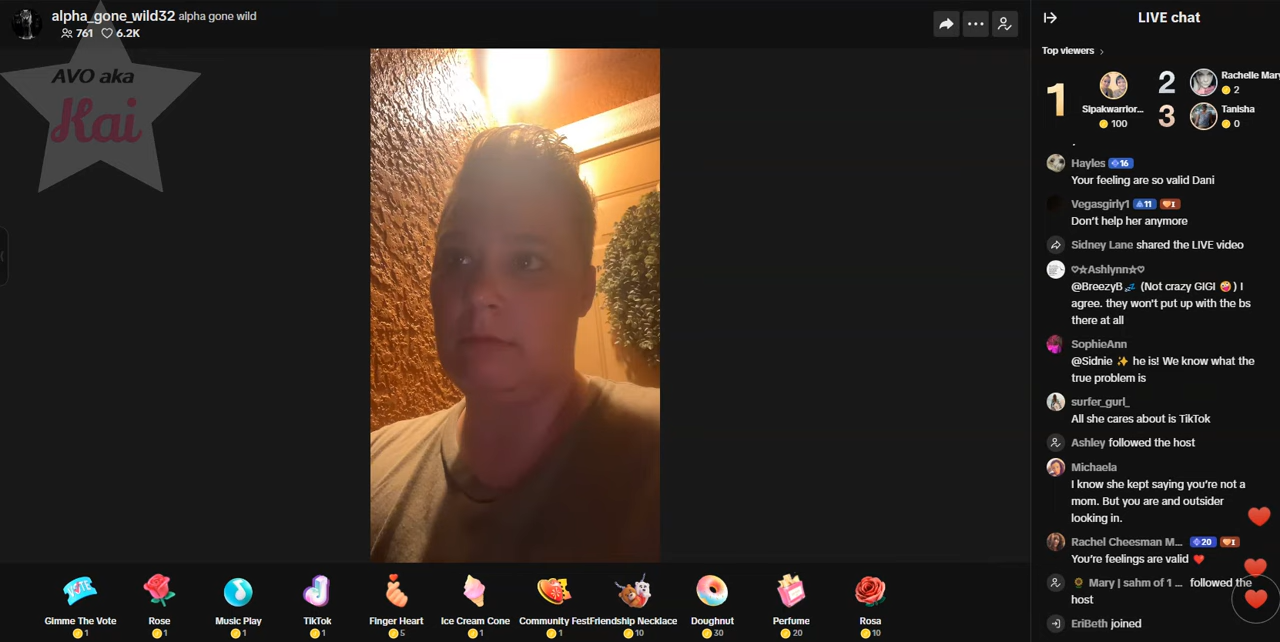 alpha_gone_wild32 alpha gone wild
761 6.2K
AVO aka
Kai
LIVE chat
Top viewers
1 Sipakwarrior... 100
2 Rachelle Mary 2
3 Tanisha 0
Hayles 16
Your feeling are so valid Dani
Vegasgirly1 11 I
Don't help her anymore
Sidney Lane shared the LIVE video
♡☆Ashlynn☆♡
@BreezyB💤 (Not crazy GIGI 🤪) I
agree. they won't put up with the bs
there at all
SophieAnn
@Sidnie ✨ he is! We know what the
true problem is
surfer_gurl_
All she cares about is TikTok
Ashley followed the host
Michaela
I know she kept saying you're not a
mom. But you are and outsider
looking in.
Rachel Cheesman M... 20 I
You're feelings are valid ❤️
🌻 Mary | sahm of 1 ... followed the
host
EriBeth joined
VOTE
Gimme The Vote
1
Rose
1
Music Play
1
TikTok
1
Finger Heart
5
Ice Cream Cone
1
Community Fest
1
Friendship Necklace
10
Doughnut
30
Perfume
20
Rosa
10